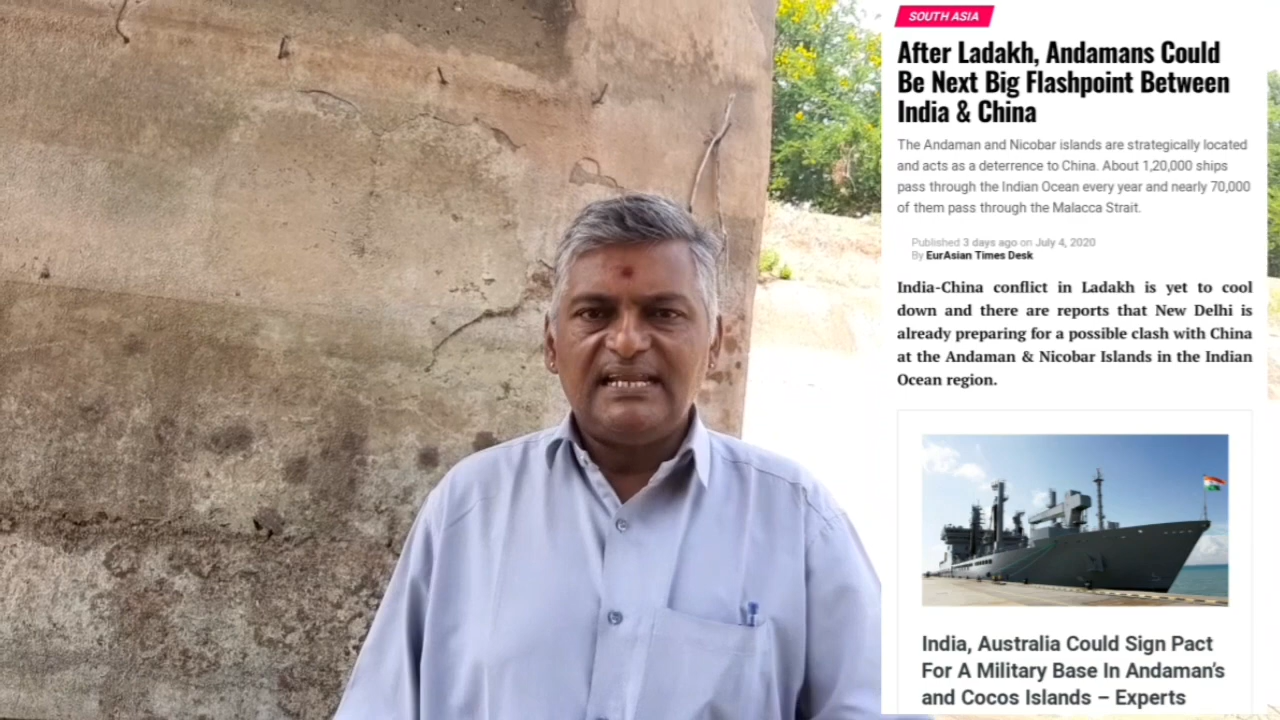 SOUTH ASIA
After Ladakh, Andamans Could
Be Next Big Flashpoint Between
India & China
The Andaman and Nicobar islands are strategically located
and acts as a deterrence to China. About 1,20,000 ships
pass through the Indian Ocean every year and nearly 70,000
of them pass through the Malacca Strait.
Published 3 days ago on July 4, 2020
By EurAsian Times Desk
India-China conflict in Ladakh is yet to cool
down and there are reports that New Delhi is
already preparing for a possible clash with China
at the Andaman & Nicobar Islands in the Indian
Ocean region.
India, Australia Could Sign Pact
For A Military Base In Andaman's
and Cocos Islands – Experts